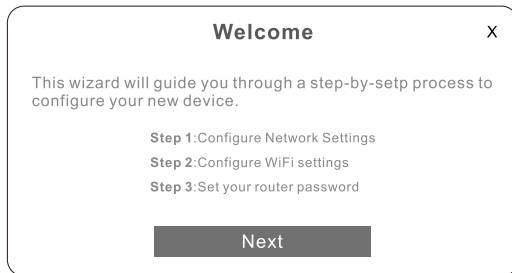 Welcome
X
This wizard will guide you through a step-by-setp process to
configure your new device.
Step 1:Configure Network Settings
Step 2:Configure WiFi settings
Step 3:Set your router password
Next